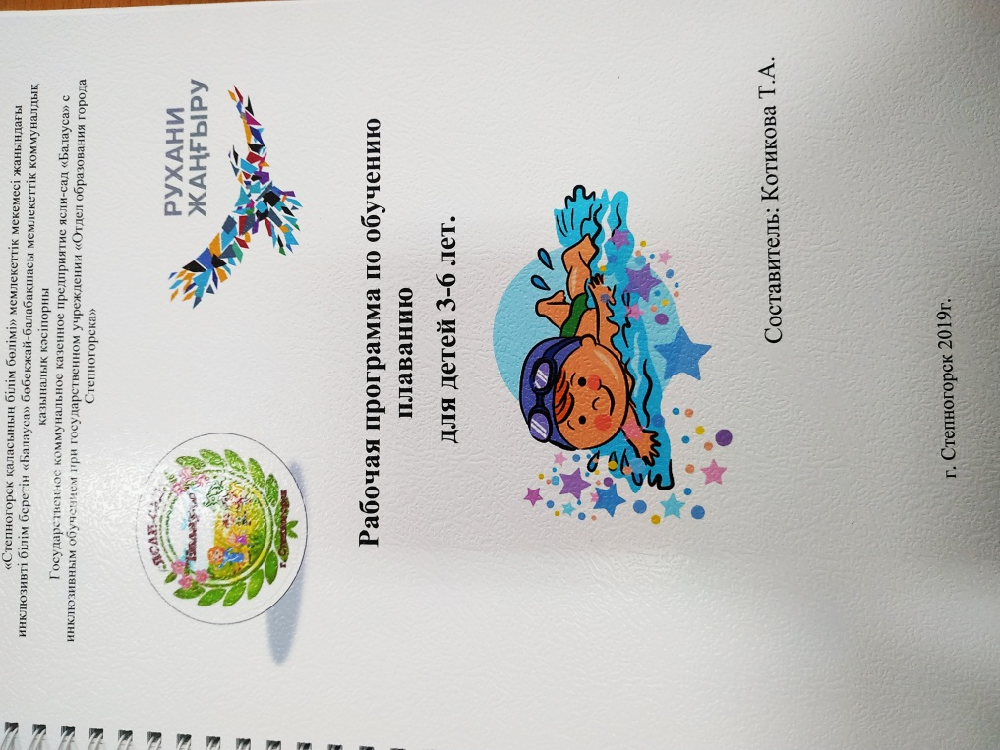 «Степногорск қаласының білім бөлімі» мемлекеттік мекемесі жанындағы
инклюзивті білім беретін «Балауса» бөбекжай-балабақшасы мемлекеттік коммуналдық
қазыналық кәсіпорны
Государственное коммунальное казенное предприятие ясли-сад «Балауса» с
инклюзивным обучением при государственном учреждении «Отдел образования города
Степногорска»
РУХАНИ
ЖАҢҒЫРУ
Рабочая программа по обучению
плаванию
для детей 3-6 лет.
Составитель: Котикова Т.А.
г. Степногорск 2019г.